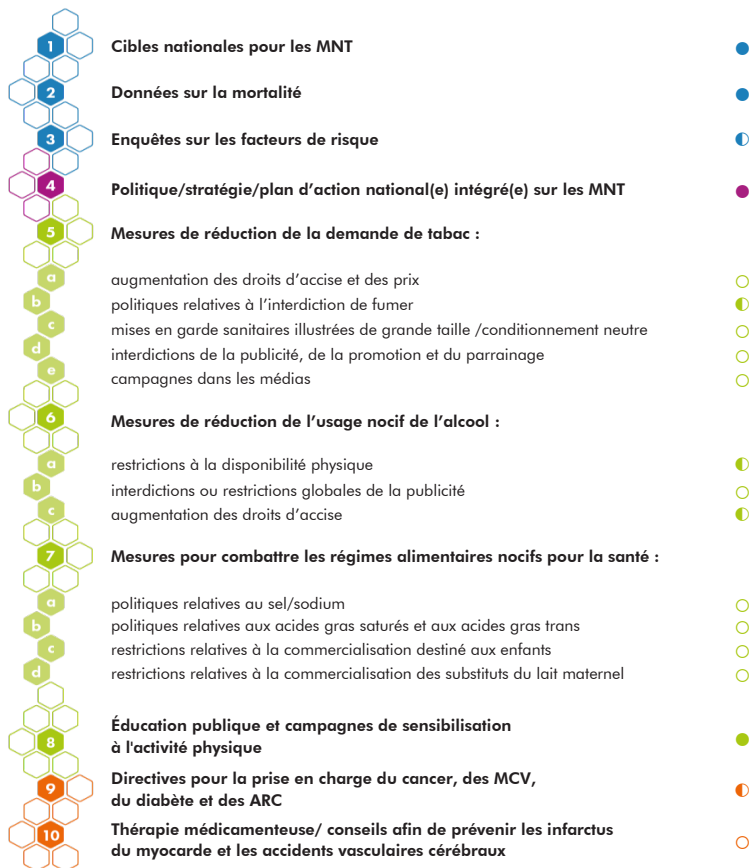 1 Cibles nationales pour les MNT
2 Données sur la mortalité
3 Enquêtes sur les facteurs de risque
4 Politique/stratégie/plan d’action national(e) intégré(e) sur les MNT
5 Mesures de réduction de la demande de tabac :
a augmentation des droits d’accise et des prix
b politiques relatives à l’interdiction de fumer
c mises en garde sanitaires illustrées de grande taille /conditionnement neutre
d interdictions de la publicité, de la promotion et du parrainage
e campagnes dans les médias
6 Mesures de réduction de l’usage nocif de l’alcool :
a restrictions à la disponibilité physique
b interdictions ou restrictions globales de la publicité
c augmentation des droits d’accise
7 Mesures pour combattre les régimes alimentaires nocifs pour la santé :
a politiques relatives au sel/sodium
b politiques relatives aux acides gras saturés et aux acides gras trans
c restrictions relatives à la commercialisation destiné aux enfants
d restrictions relatives à la commercialisation des substituts du lait maternel
8 Éducation publique et campagnes de sensibilisation
à l'activité physique
9 Directives pour la prise en charge du cancer, des MCV,
du diabète et des ARC
10 Thérapie médicamenteuse/ conseils afin de prévenir les infarctus
du myocarde et les accidents vasculaires cérébraux